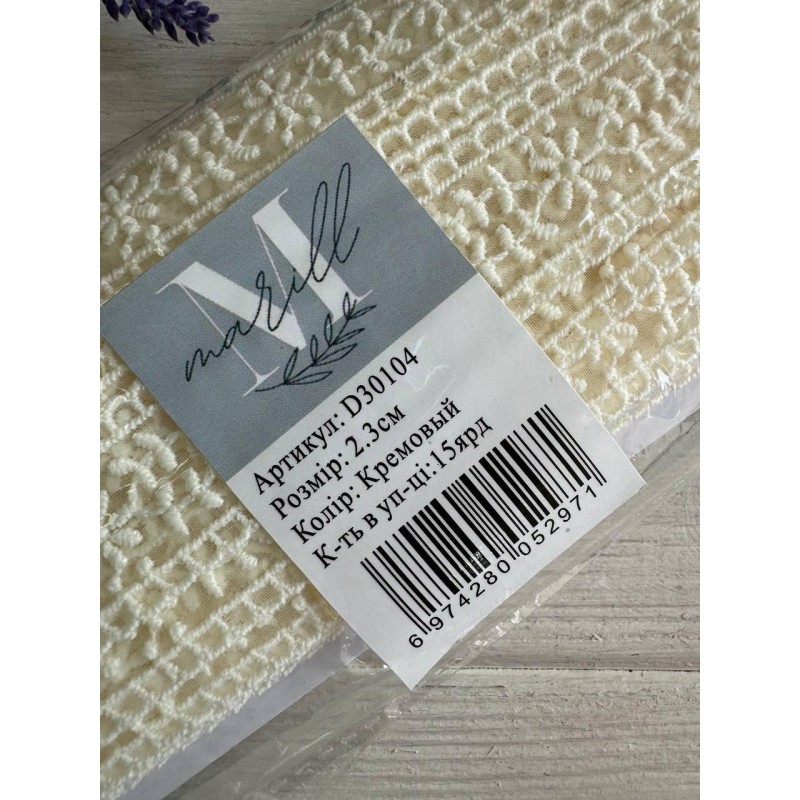 M
marill
Артикул: D30104
Розмір: 2.3см
Колір: Кремовый
К-ть в уп-ці:15ярд
6 974280 052971